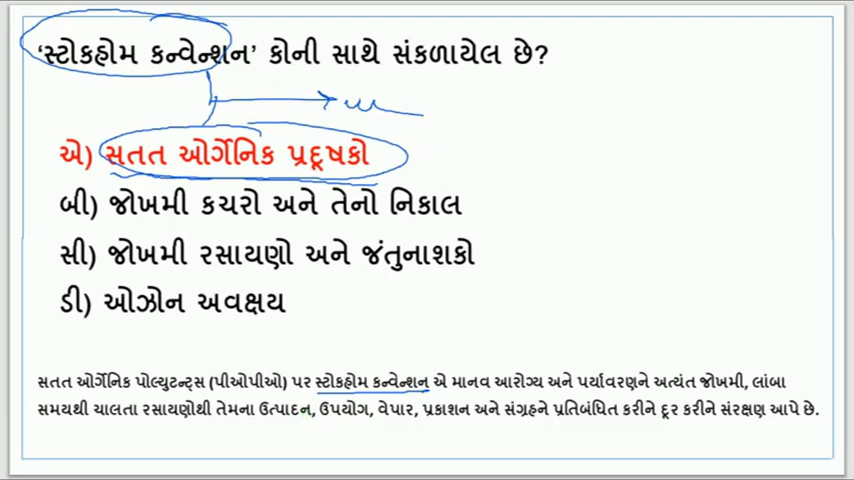 ‘સ્ટોકહોમ કન્વેન્શન’ કોની સાથે સંકળાયેલ છે?
એ) સતત ઓર્ગેનિક પ્રદૂષકો
બી) જોખમી કચરો અને તેનો નિકાલ
સી) જોખમી રસાયણો અને જંતુનાશકો
ડી) ઓઝોન અવક્ષય
સતત ઓર્ગેનિક પોલ્યુટન્ટ્સ (પીઓપીઓ) પર સ્ટોકહોમ કન્વેન્શન એ માનવ આરોગ્ય અને પર્યાવરણને અત્યંત જોખમી, લાંબા
સમયથી ચાલતા રસાયણોથી તેમના ઉત્પાદન, ઉપયોગ, વેપાર, પ્રકાશન અને સંગ્રહને પ્રતિબંધિત કરીને દૂર કરીને સંરક્ષણ આપે છે.